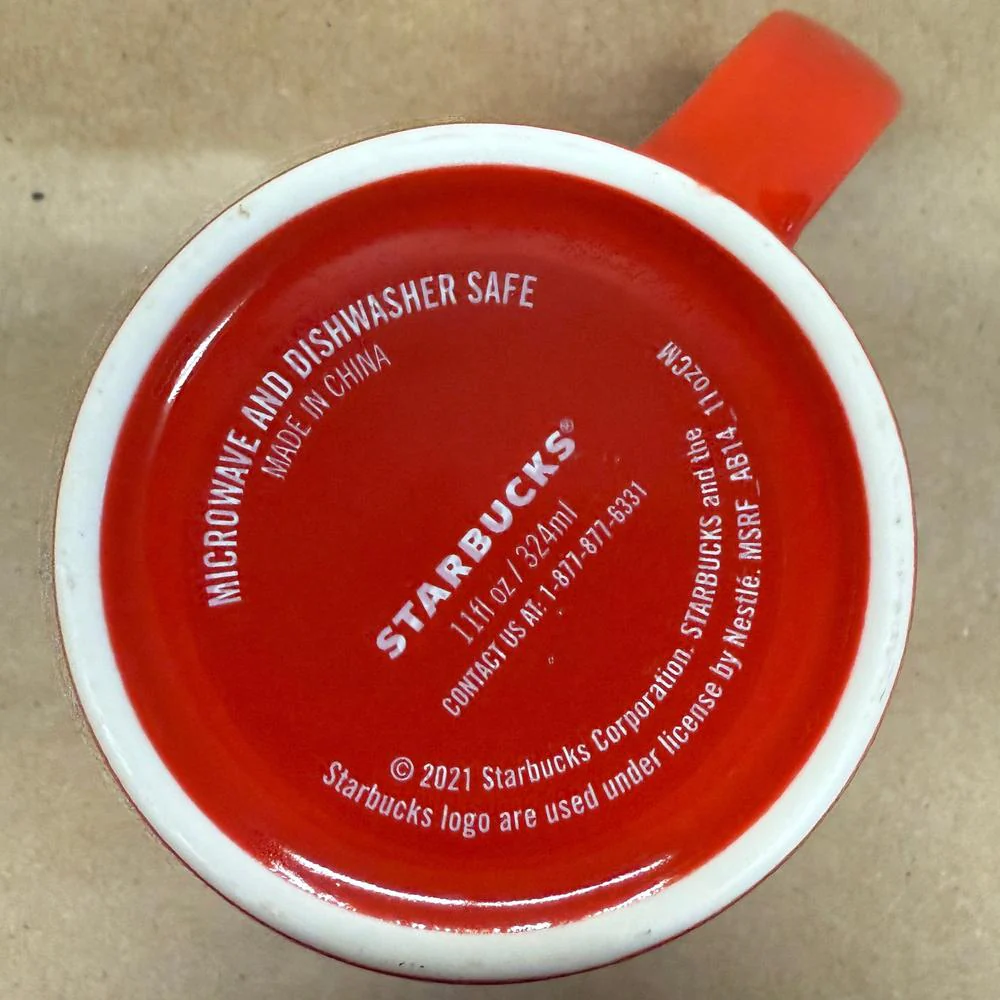 MICROWAVE AND DISHWASHER SAFE
MADE IN CHINA
STARBUCKS®
11fl oz / 324ml
CONTACT US AT: 1-877-877-6331
© 2021 Starbucks Corporation. STARBUCKS and the
Starbucks logo are used under license by Nestlé. MSRF_AB14_11ozCM